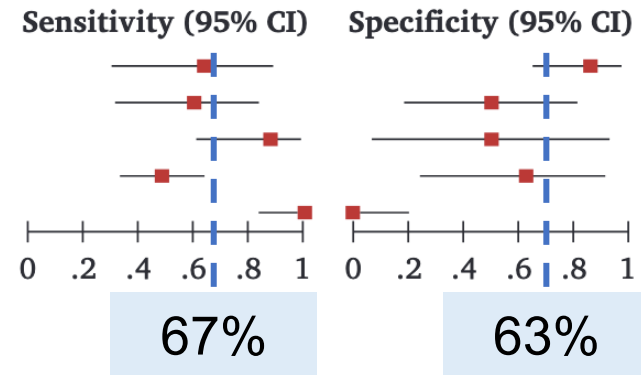 Sensitivity (95% CI) Specificity (95% CI)
0 .2 .4 .6 .8 1 0 .2 .4 .6 .8 1
67% 63%